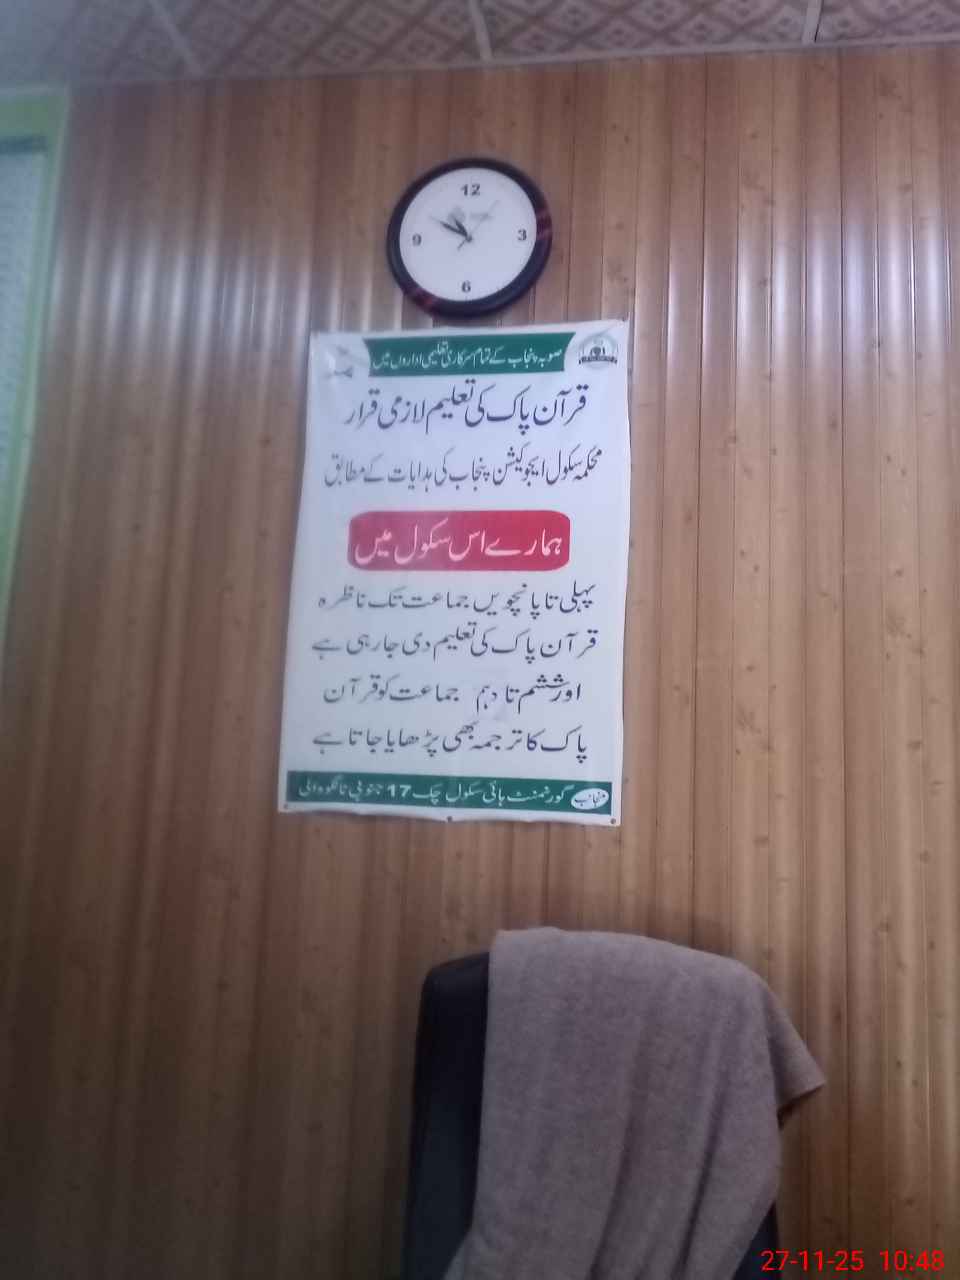 12
9
3
6
صوبہ پنجاب کے تمام سرکاری تعلیمی اداروں میں
قرآن پاک کی تعلیم لازمی قرار
محکمہ سکول ایجوکیشن پنجاب کی ہدایات کے مطابق
ہمارے اس سکول میں
پہلی تا پانچویں جماعت تک ناظرہ
قرآن پاک کی تعلیم دی جا رہی ہے
اور ششم تا دہم جماعت کو قرآن
پاک کا ترجمہ بھی پڑھایا جاتا ہے
منجانب گورنمنٹ ہائی سکول چک 17 جنوبی
27-11-25 10:48